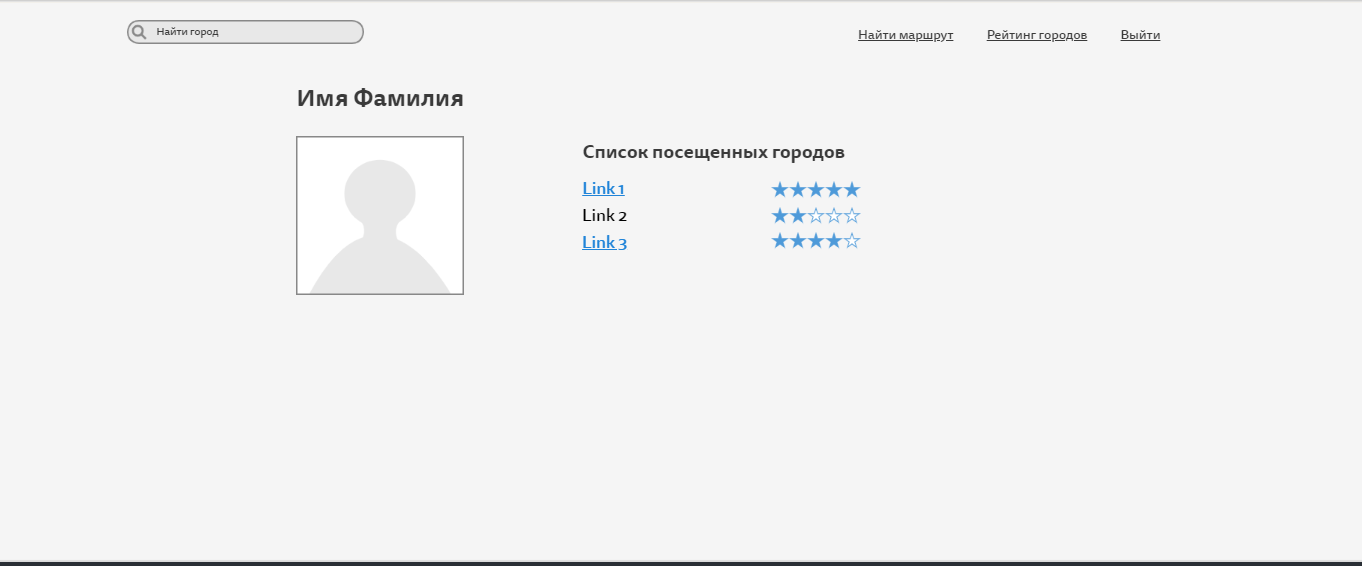 Найти город
Найти маршрут Рейтинг городов Выйти
Имя Фамилия
Список посещенных городов
Link 1 ★★★★★
Link 2 ★★☆☆☆
Link 3 ★★★★☆